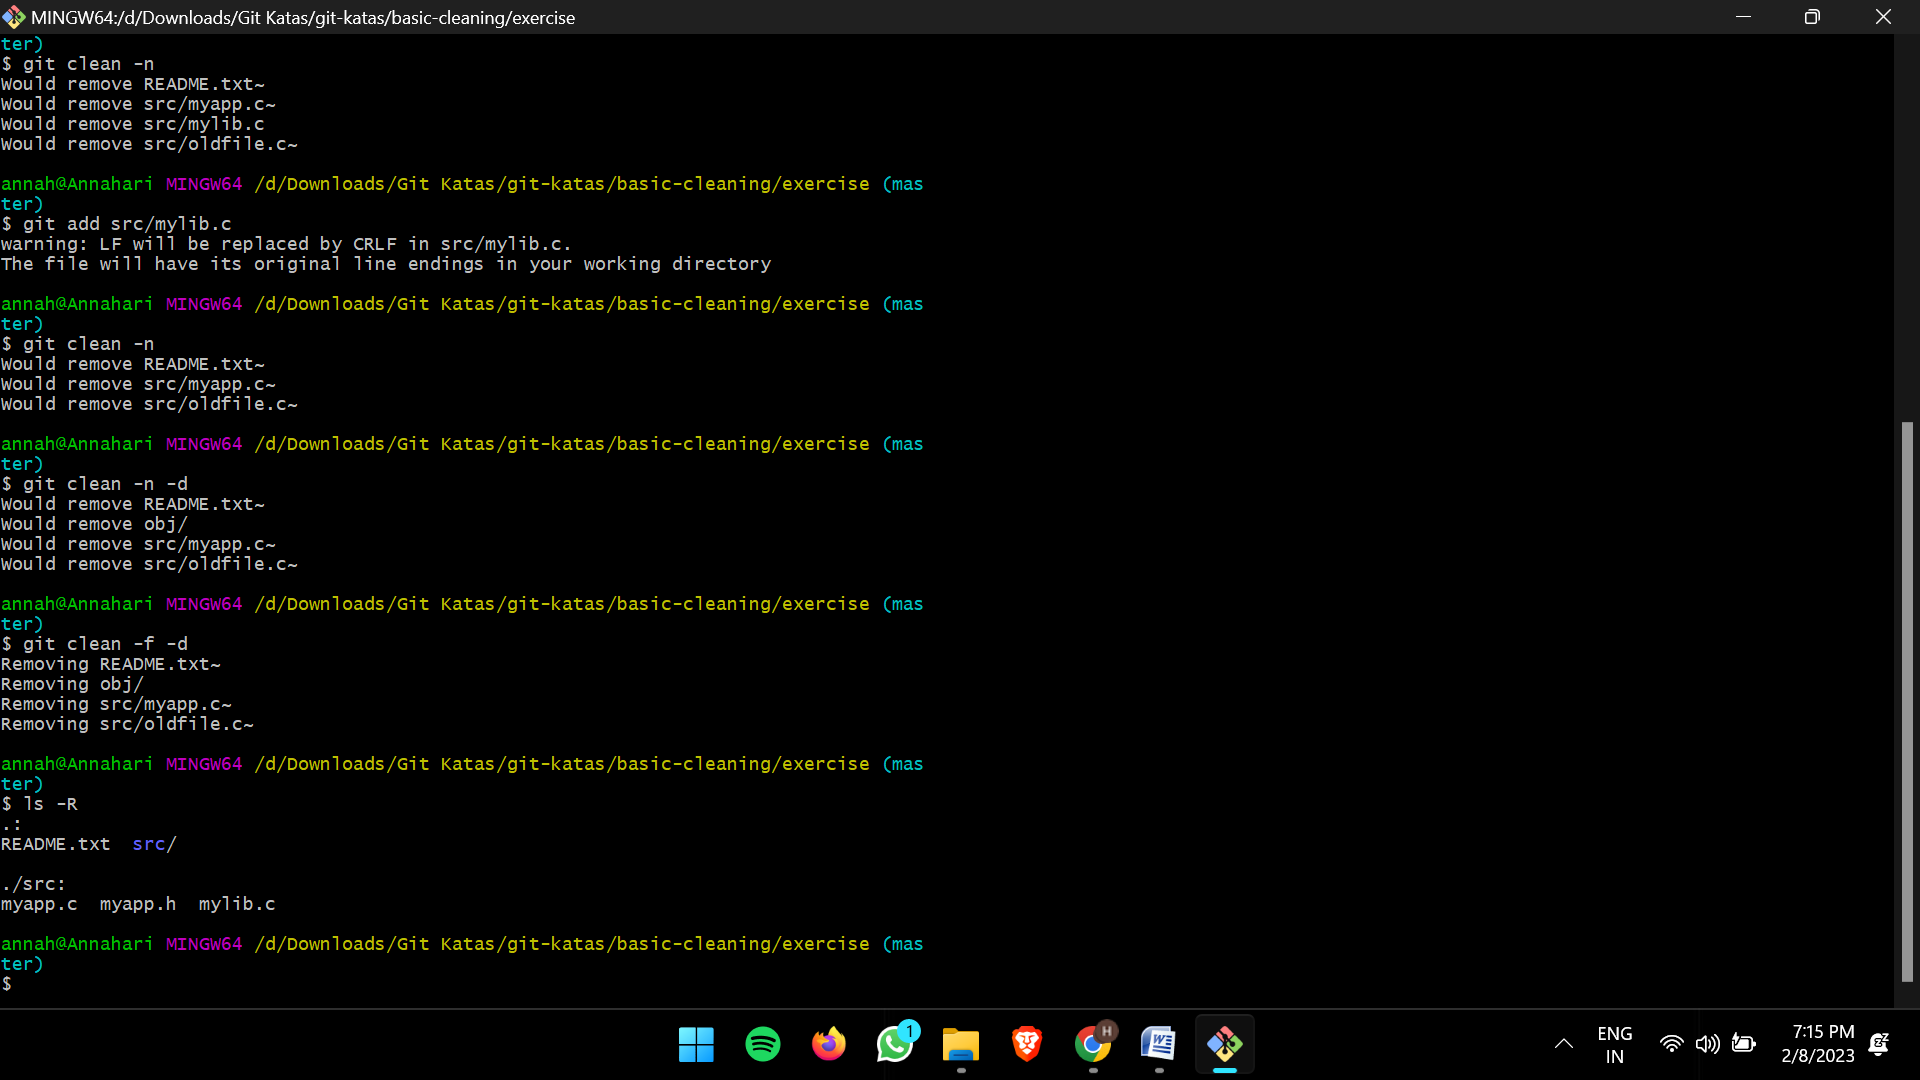 MINGW64:/d/Downloads/Git Katas/git-katas/basic-cleaning/exercise
ter)
$ git clean -n
Would remove README.txt~
Would remove src/myapp.c~
Would remove src/mylib.c
Would remove src/oldfile.c~
annah@Annahari MINGW64 /d/Downloads/Git Katas/git-katas/basic-cleaning/exercise (mas
ter)
$ git add src/mylib.c
warning: LF will be replaced by CRLF in src/mylib.c.
The file will have its original line endings in your working directory
annah@Annahari MINGW64 /d/Downloads/Git Katas/git-katas/basic-cleaning/exercise (mas
ter)
$ git clean -n
Would remove README.txt~
Would remove src/myapp.c~
Would remove src/oldfile.c~
annah@Annahari MINGW64 /d/Downloads/Git Katas/git-katas/basic-cleaning/exercise (mas
ter)
$ git clean -n -d
Would remove README.txt~
Would remove obj/
Would remove src/myapp.c~
Would remove src/oldfile.c~
annah@Annahari MINGW64 /d/Downloads/Git Katas/git-katas/basic-cleaning/exercise (mas
ter)
$ git clean -f -d
Removing README.txt~
Removing obj/
Removing src/myapp.c~
Removing src/oldfile.c~
annah@Annahari MINGW64 /d/Downloads/Git Katas/git-katas/basic-cleaning/exercise (mas
ter)
$ ls -R
.:
README.txt  src/
./src:
myapp.c  myapp.h  mylib.c
annah@Annahari MINGW64 /d/Downloads/Git Katas/git-katas/basic-cleaning/exercise (mas
ter)
$
1
H
W
ENG
IN
7:15 PM
2/8/2023